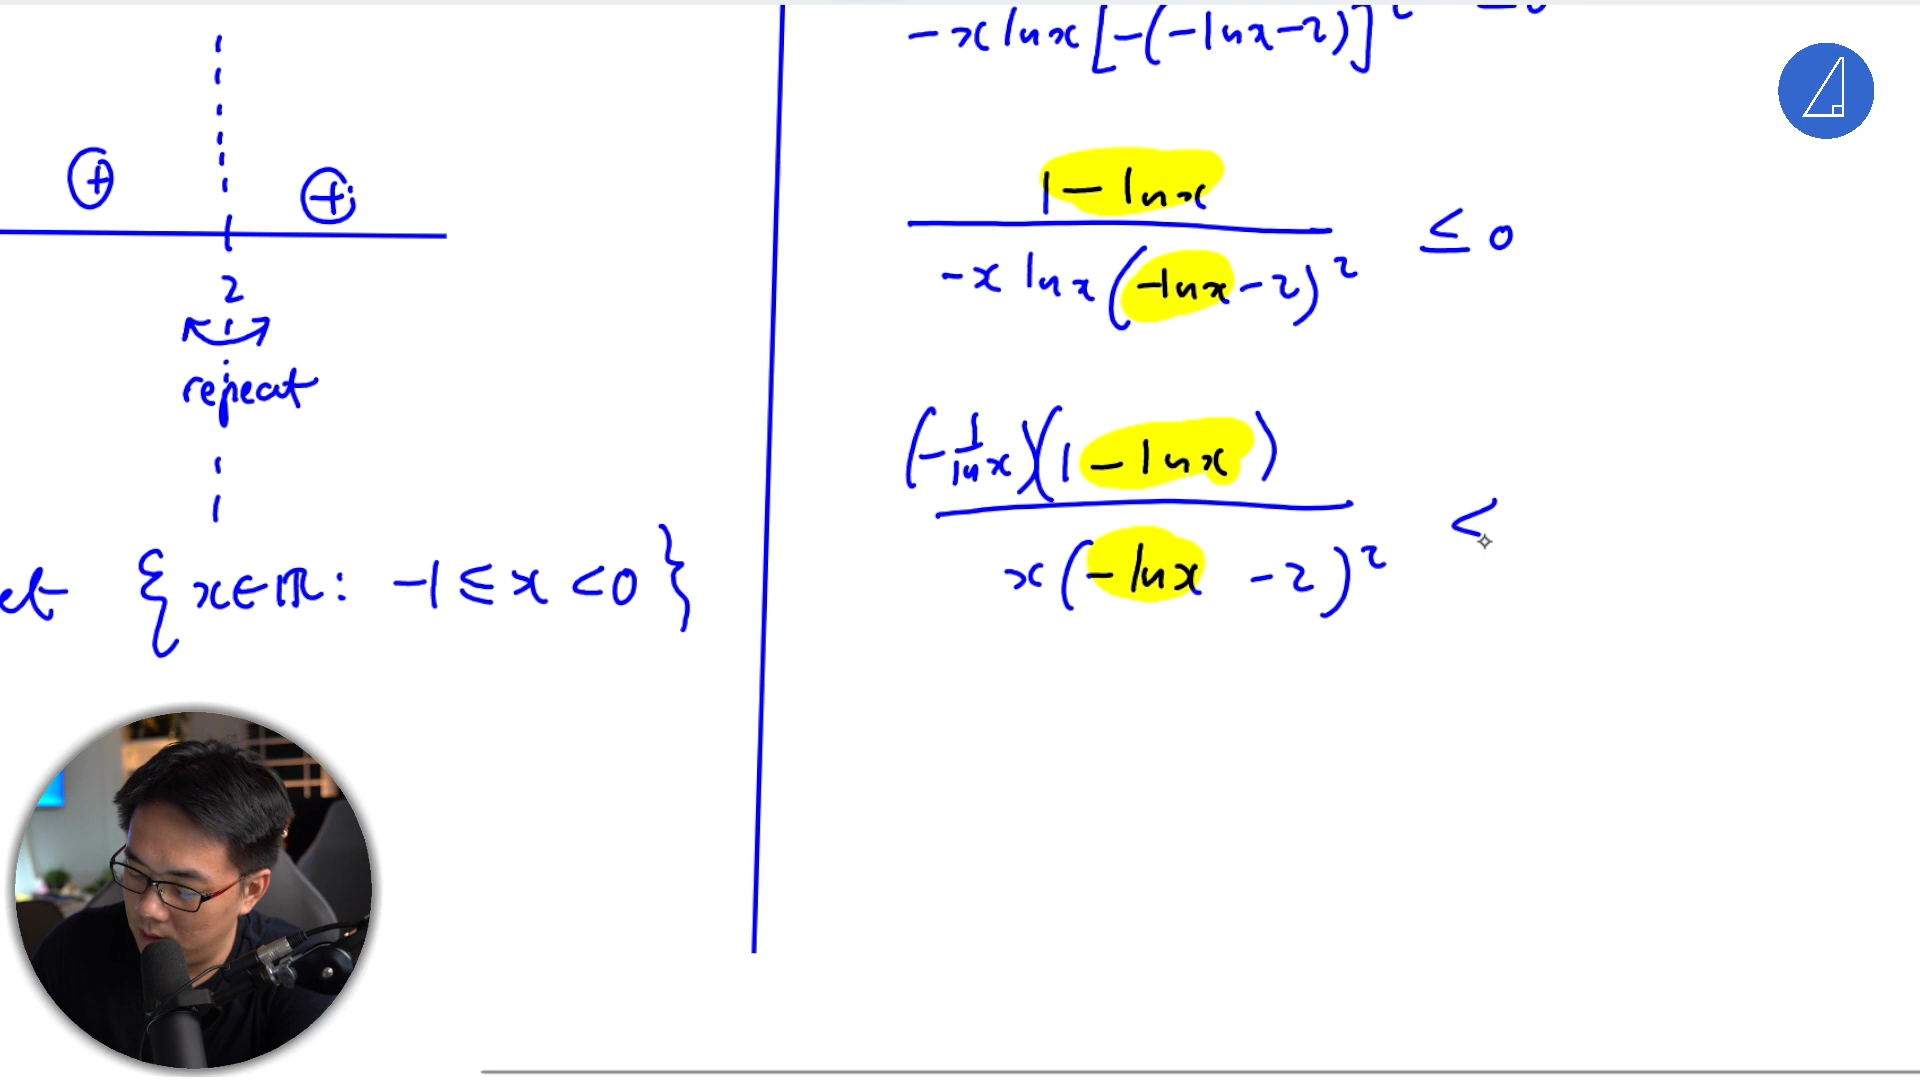 ⊕ ⊕
2
repeat
{x∈ℝ: -1 ≤ x < 0}
-x ln x [-(-ln x - 2)]² ≤ 0
1 - ln x
-x ln x (-ln x - 2)² ≤ 0
(-1/ln x)(1 - ln x)
x(-ln x - 2)² <